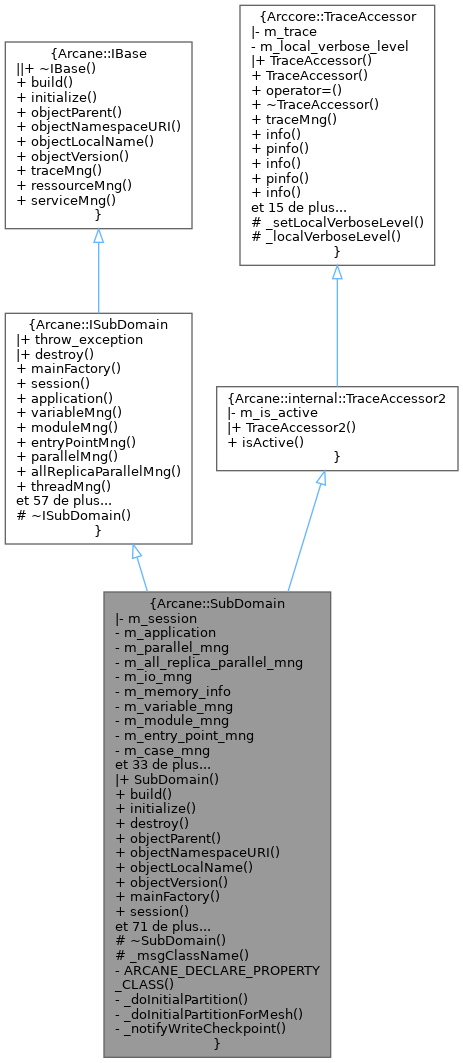 {Arcane::IBase
||+ ~IBase()
+ build()
+ initialize()
+ objectParent()
+ objectNamespaceURI()
+ objectLocalName()
+ objectVersion()
+ traceMng()
+ ressourceMng()
+ serviceMng()
}
{Arccore::TraceAccessor
|- m_trace
- m_local_verbose_level
|+ TraceAccessor()
+ TraceAccessor()
+ operator=()
+ ~TraceAccessor()
+ traceMng()
+ info()
+ pinfo()
+ info()
+ pinfo()
+ info()
et 15 de plus...
# _setLocalVerboseLevel()
# _localVerboseLevel()
}
{Arcane::ISubDomain
|+ throw_exception
|+ destroy()
+ mainFactory()
+ session()
+ application()
+ variableMng()
+ moduleMng()
+ entryPointMng()
+ parallelMng()
+ allReplicaParallelMng()
+ threadMng()
et 57 de plus...
# ~ISubDomain()
}
{Arcane::internal::TraceAccessor2
|- m_is_active
|+ TraceAccessor2()
+ isActive()
}
{Arcane::SubDomain
|- m_session
- m_application
- m_parallel_mng
- m_all_replica_parallel_mng
- m_io_mng
- m_memory_info
- m_variable_mng
- m_module_mng
- m_entry_point_mng
- m_case_mng
et 33 de plus...
|+ SubDomain()
+ build()
+ initialize()
+ destroy()
+ objectParent()
+ objectNamespaceURI()
+ objectLocalName()
+ objectVersion()
+ mainFactory()
+ session()
et 71 de plus...
# ~SubDomain()
# _msgClassName()
- ARCANE_DECLARE_PROPERTY
_CLASS()
- _doInitialPartition()
- _doInitialPartitionForMesh()
- _notifyWriteCheckpoint()
}